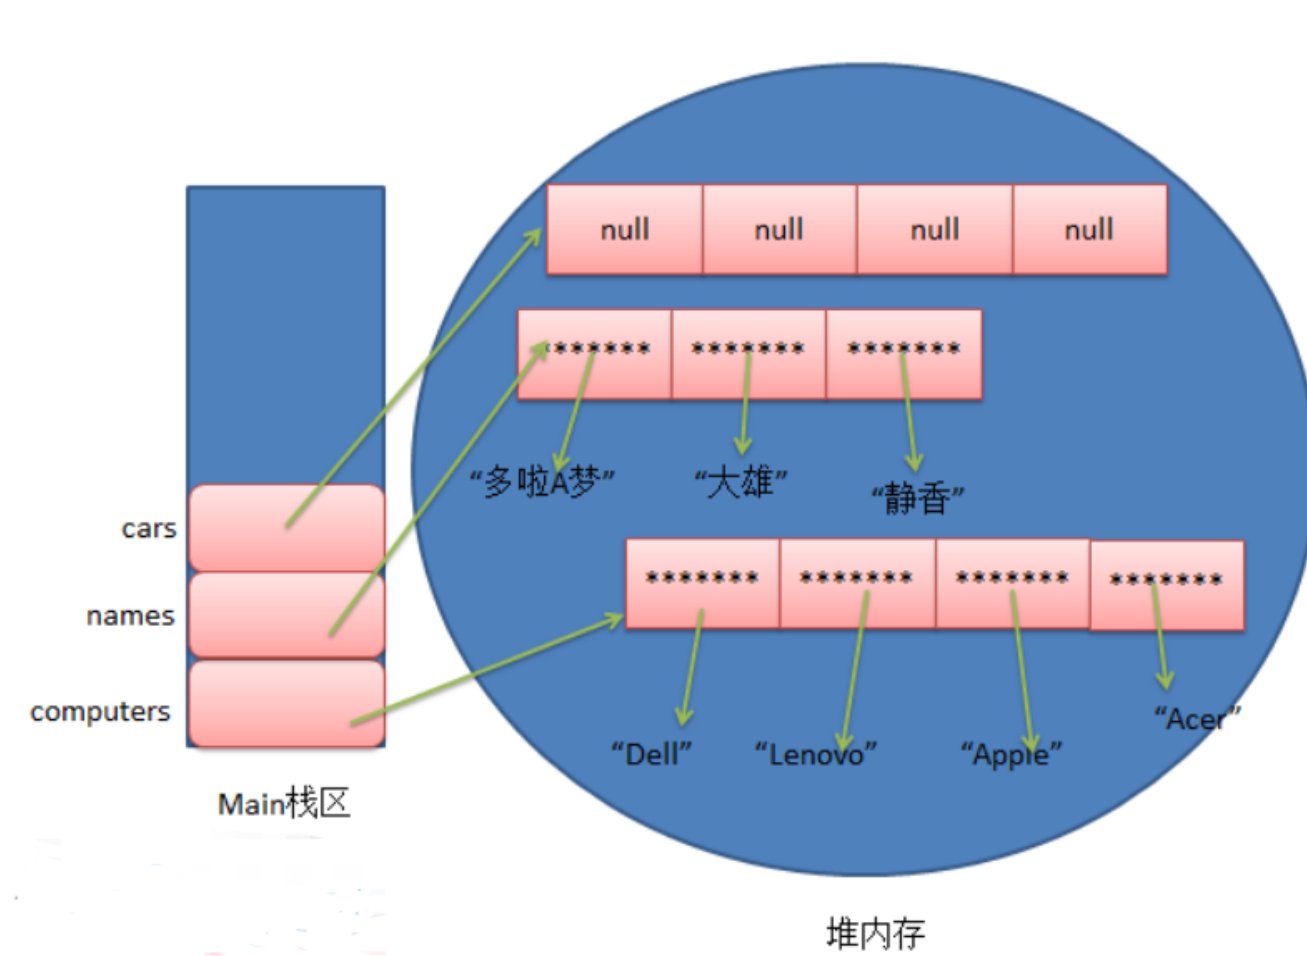 null null null null
******* ******* *******
“多啦A梦” “大雄” “静香”
cars
******* ******* ******* *******
names
computers
“Acer”
“Dell” “Lenovo” “Apple”
Main栈区
堆内存